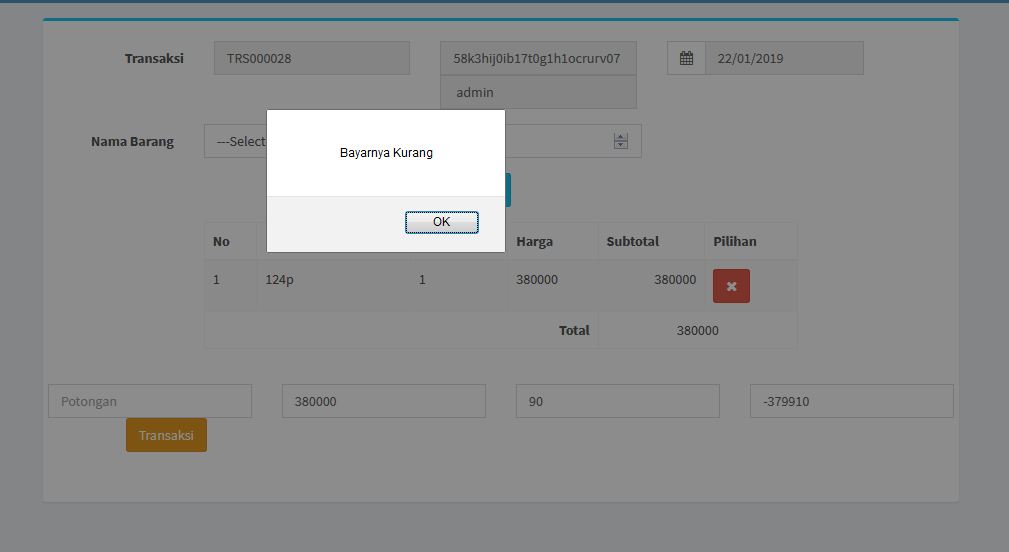 Transaksi TRS000028 58k3hij0ib17t0g1h1ocrurv07 22/01/2019
admin
Nama Barang ---Select
Bayarnya Kurang
OK
No Harga Subtotal Pilihan
1 124p 1 380000 380000
Total 380000
Potongan 380000 90 -379910
Transaksi